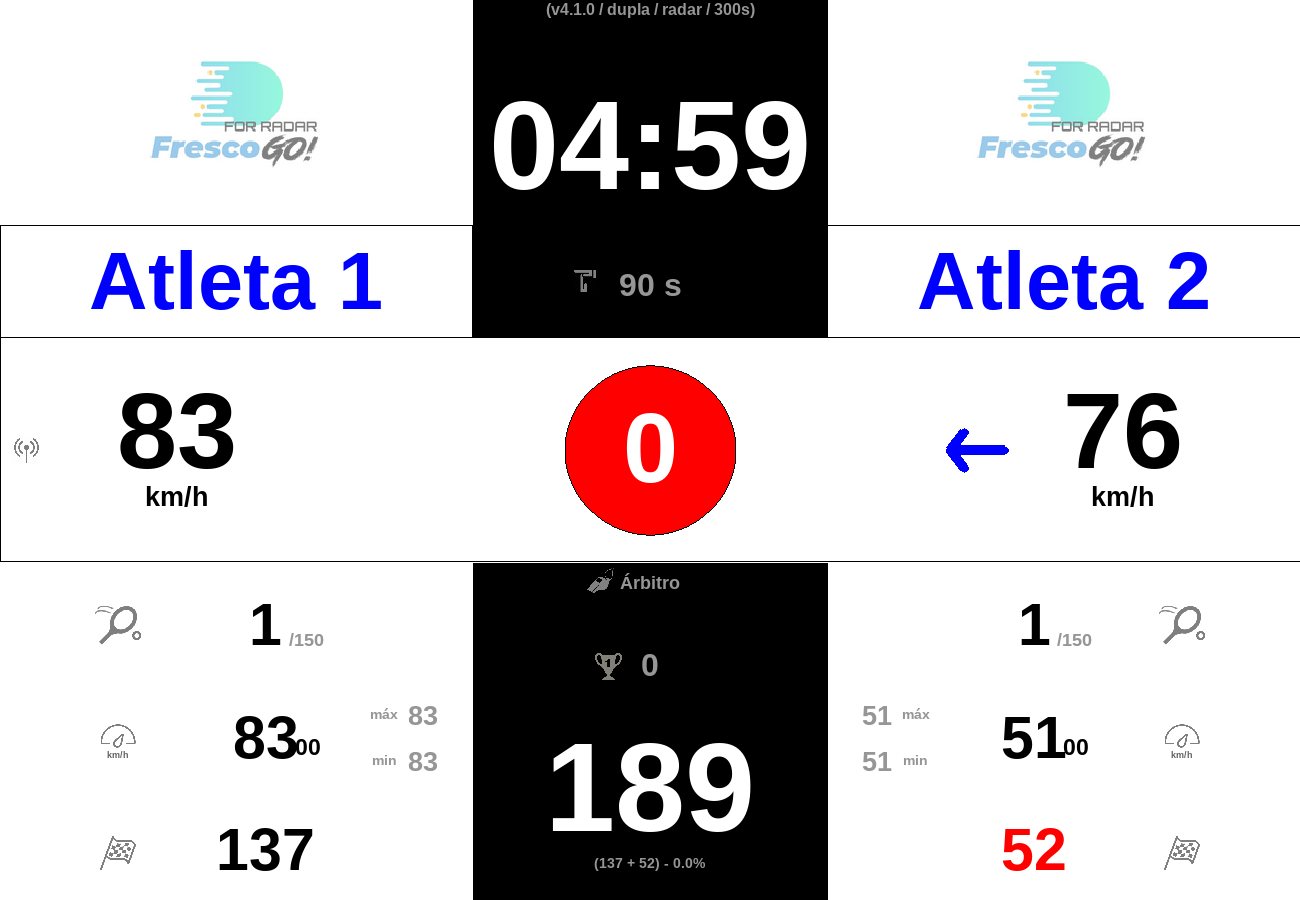 (v4.1.0 / dupla / radar / 300s)
FOR RADAR
FrescoGO!
04:59
FOR RADAR
FrescoGO!
Atleta 1
90 s
Atleta 2
83
km/h
0
76
km/h
Árbitro
1 /150
0
1 /150
km/h
8300
máx 83
min 83
189
51 máx
51 min
5100
km/h
137
(137 + 52) - 0.0%
52